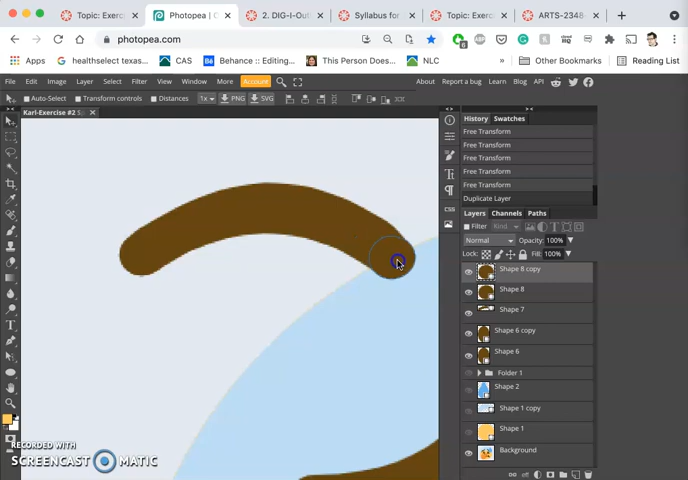 Topic: Exerc
Photopea C
2. DIG-I-Out
Syllabus for
Topic: Exerc
ARTS-2348-
photopea.com
Apps
healthselect texas...
CAS
Behance :: Editing...
This Person Does...
NLC
»
Other Bookmarks
Reading List
File Edit Image Layer Select Filter View Window More Account
About Report a bug Learn Blog API
Auto-Select Transform controls Distances 1x PNG SVG
Karl-Exercise #2 S
History Swatches
Free Transform
Free Transform
Free Transform
Free Transform
Free Transform
Duplicate Layer
Layers Channels Paths
Filter Kind
Normal Opacity: 100%
Lock: Fill: 100%
Shape 8 copy
Shape 8
Shape 7
Shape 6 copy
Shape 6
Folder 1
Shape 2
Shape 1 copy
Shape 1
Background
CSS
RECORDED WITH
SCREENCAST MATIC